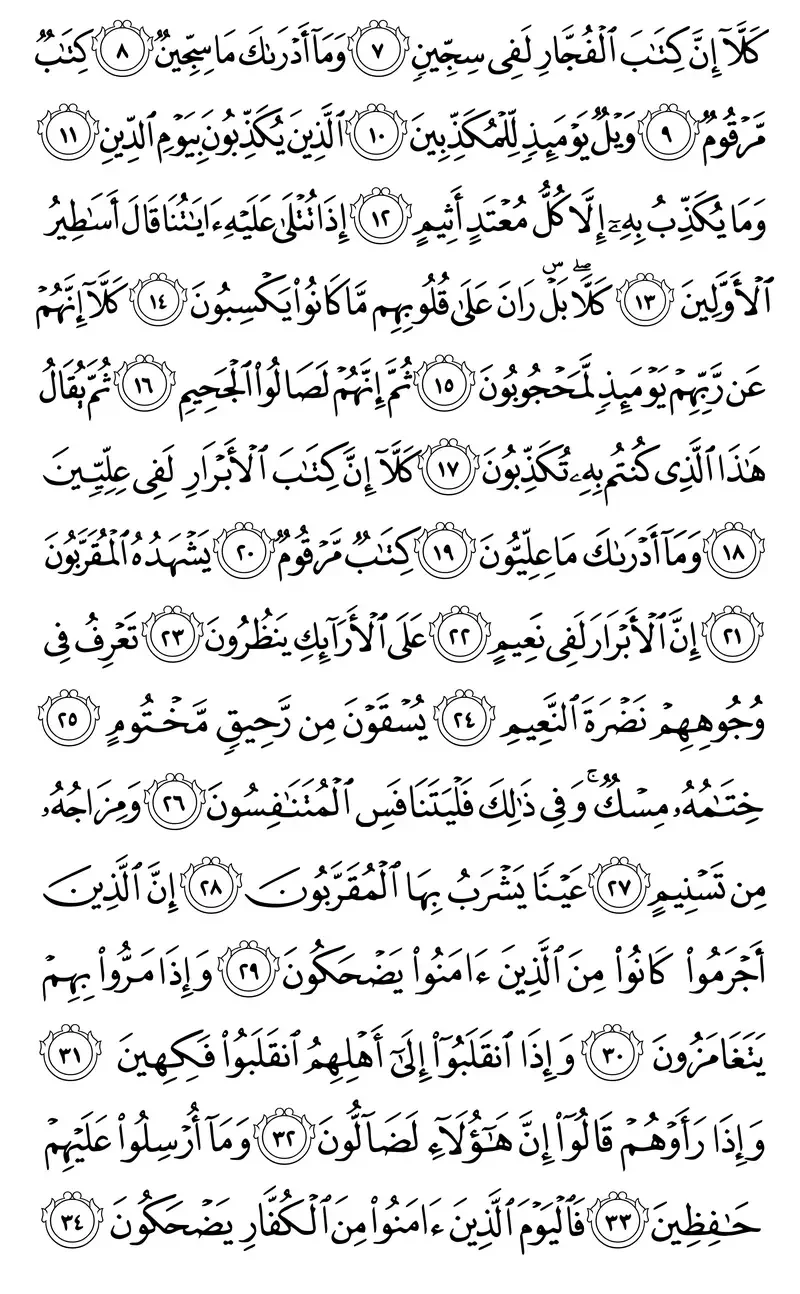 كَلَّآ إِنَّ كِتَٰبَ ٱلْفُجَّارِ لَفِى سِجِّينٍ ٧ وَمَآ أَدْرَىٰكَ مَا سِجِّينٌ ٨ كِتَٰبٌ
مَّرْقُومٌ ٩ وَيْلٌ يَوْمَئِذٍ لِّلْمُكَذِّبِينَ ١٠ ٱلَّذِينَ يُكَذِّبُونَ بِيَوْمِ ٱلدِّينِ ١١
وَمَا يُكَذِّبُ بِهِۦٓ إِلَّا كُلُّ مُعْتَدٍ أَثِيمٍ ١٢ إِذَا تُتْلَىٰ عَلَيْهِ ءَايَٰتُنَا قَالَ أَسَٰطِيرُ
ٱلْأَوَّلِينَ ١٣ كَلَّا ۖ بَلْ ۜ رَانَ عَلَىٰ قُلُوبِهِم مَّا كَانُوا۟ يَكْسِبُونَ ١٤ كَلَّآ إِنَّهُمْ
عَن رَّبِّهِمْ يَوْمَئِذٍ لَّمَحْجُوبُونَ ١٥ ثُمَّ إِنَّهُمْ لَصَالُوا۟ ٱلْجَحِيمِ ١٦ ثُمَّ يُقَالُ
هَٰذَا ٱلَّذِى كُنتُم بِهِۦ تُكَذِّبُونَ ١٧ كَلَّآ إِنَّ كِتَٰبَ ٱلْأَبْرَارِ لَفِى عِلِّيِّينَ
١٨ وَمَآ أَدْرَىٰكَ مَا عِلِّيُّونَ ١٩ كِتَٰبٌ مَّرْقُومٌ ٢٠ يَشْهَدُهُ ٱلْمُقَرَّبُونَ
٢١ إِنَّ ٱلْأَبْرَارَ لَفِى نَعِيمٍ ٢٢ عَلَى ٱلْأَرَآئِكِ يَنظُرُونَ ٢٣ تَعْرِفُ فِى
وُجُوهِهِمْ نَضْرَةَ ٱلنَّعِيمِ ٢٤ يُسْقَوْنَ مِن رَّحِيقٍ مَّخْتُومٍ ٢٥
خِتَٰمُهُۥ مِسْكٌ ۚ وَفِى ذَٰلِكَ فَلْيَتَنَافَسِ ٱلْمُتَنَٰفِسُونَ ٢٦ وَمِزَاجُهُۥ
مِن تَسْنِيمٍ ٢٧ عَيْنًا يَشْرَبُ بِهَا ٱلْمُقَرَّبُونَ ٢٨ إِنَّ ٱلَّذِينَ
أَجْرَمُوا۟ كَانُوا۟ مِنَ ٱلَّذِينَ ءَامَنُوا۟ يَضْحَكُونَ ٢٩ وَإِذَا مَرُّوا۟ بِهِمْ
يَتَغَامَزُونَ ٣٠ وَإِذَا ٱنقَلَبُوٓا۟ إِلَىٰٓ أَهْلِهِمُ ٱنقَلَبُوا۟ فَكِهِينَ ٣١
وَإِذَا رَأَوْهُمْ قَالُوٓا۟ إِنَّ هَٰٓؤُلَآءِ لَضَآلُّونَ ٣٢ وَمَآ أُرْسِلُوا۟ عَلَيْهِمْ
حَٰفِظِينَ ٣٣ فَٱلْيَوْمَ ٱلَّذِينَ ءَامَنُوا۟ مِنَ ٱلْكُفَّارِ يَضْحَكُونَ ٣٤